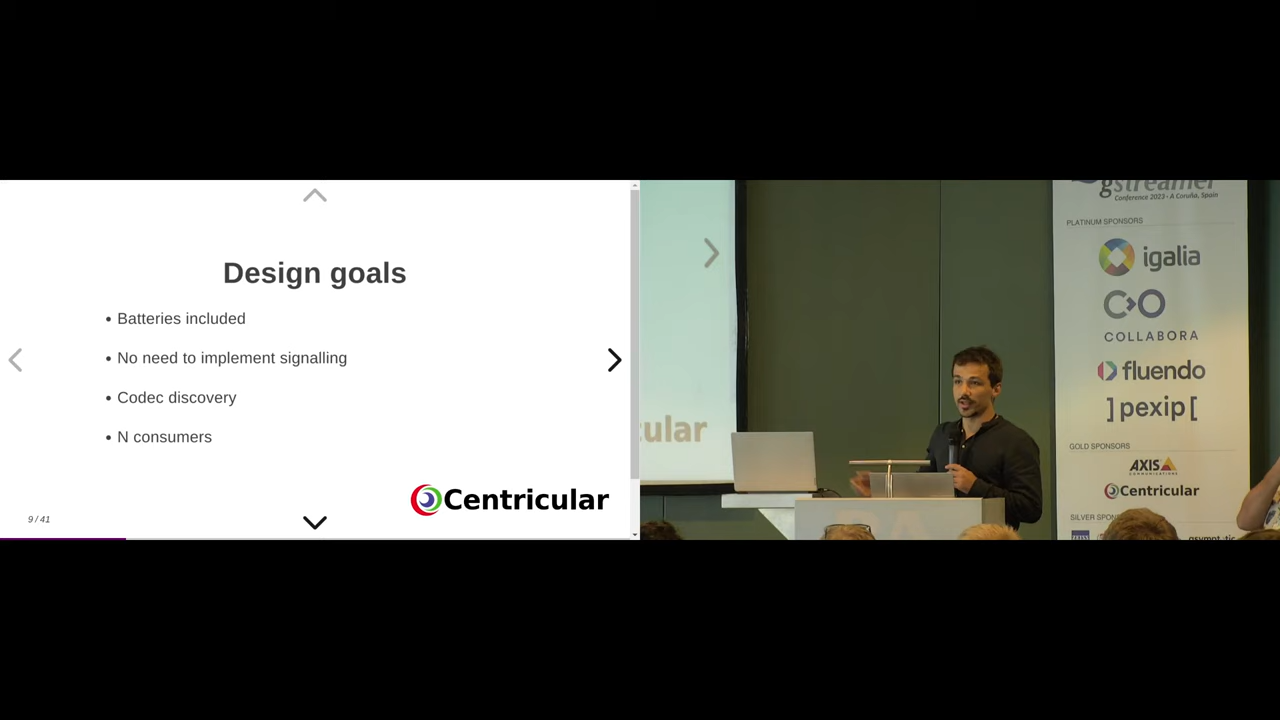 Design goals
Batteries included
No need to implement signalling
Codec discovery
N consumers
Centricular
9 / 41
cular
gstreamer
Conference 2023 - A Coruña, Spain
PLATINUM SPONSORS
igalia
COLLABORA
fluendo
]pexip[
GOLD SPONSORS
AXIS
COMMUNICATIONS
Centricular